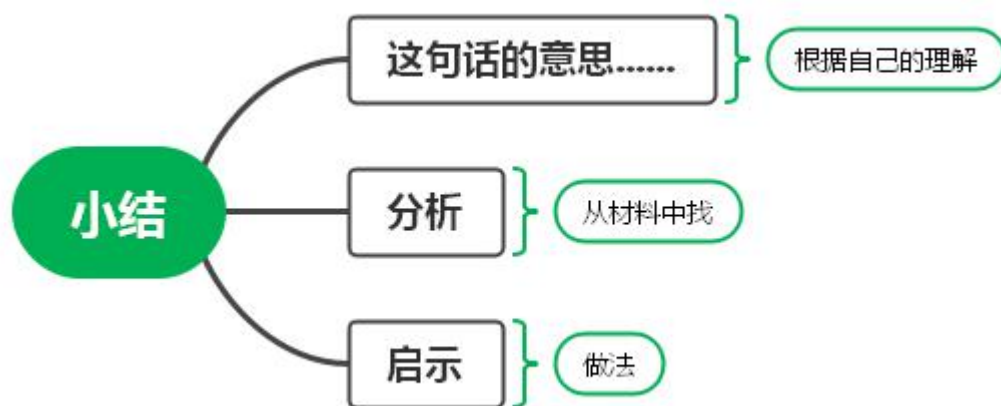 小结
这句话的意思......
根据自己的理解
分析
从材料中找
启示
做法